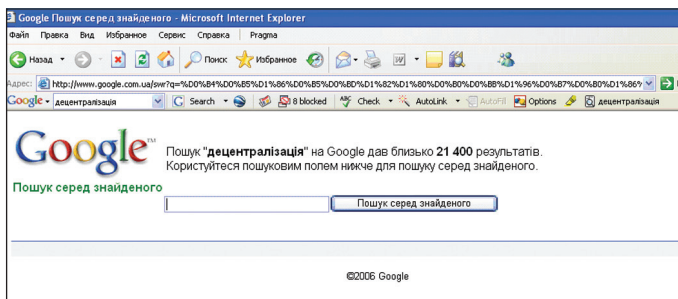 Google Пошук серед знайденого - Microsoft Internet Explorer
Файл Правка Вид Избранное Сервис Справка Pragma
Назад Поиск Избранное
Адрес: http://www.google.com.ua/swr?q=%D0%B4%D0%B5%D1%86%D0%B5%D0%BD%D1%82%D1%80%D0%B0%D0%BB%D1%96%D0%B7%D0%B0%D1%86%
Google децентралізація Search 8 blocked Check AutoLink AutoFill Options децентралізація
Google™
Пошук "децентралізація" на Google дав близько 21 400 результатів.
Користуйтеся пошуковим полем нижче для пошуку серед знайденого.
Пошук серед знайденого
Пошук серед знайденого
©2006 Google